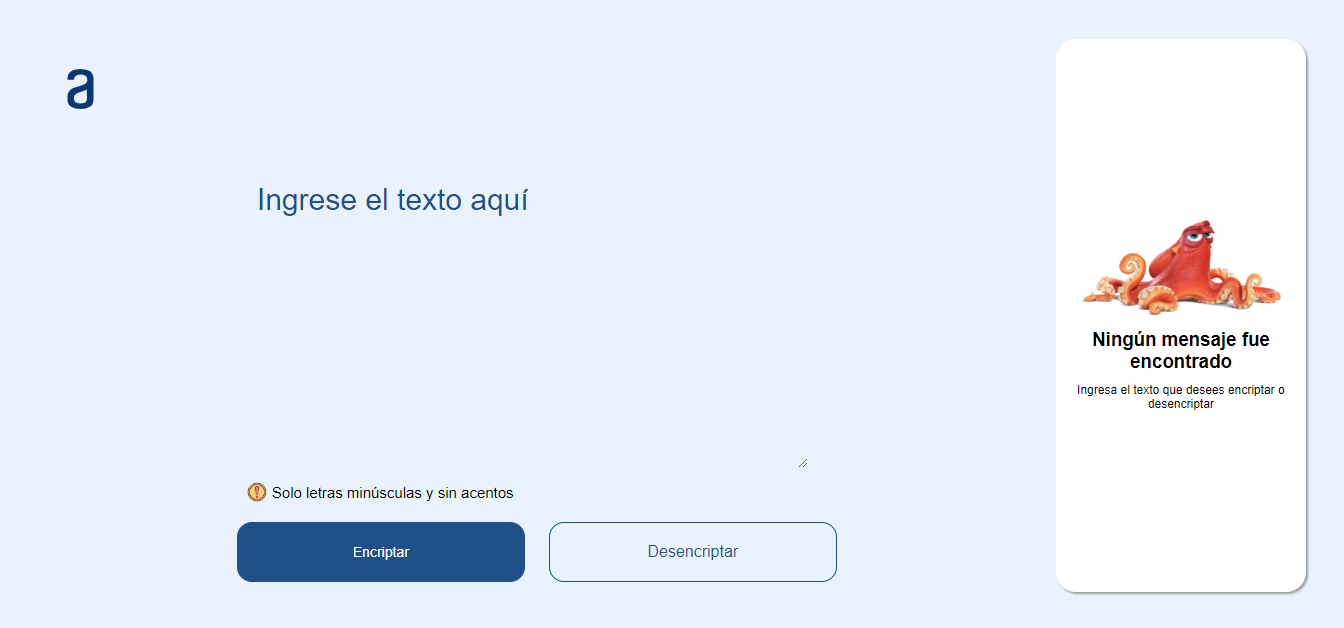 a
Ingrese el texto aquí
Solo letras minúsculas y sin acentos
Encriptar
Desencriptar
Ningún mensaje fue
encontrado
Ingresa el texto que desees encriptar o
desencriptar